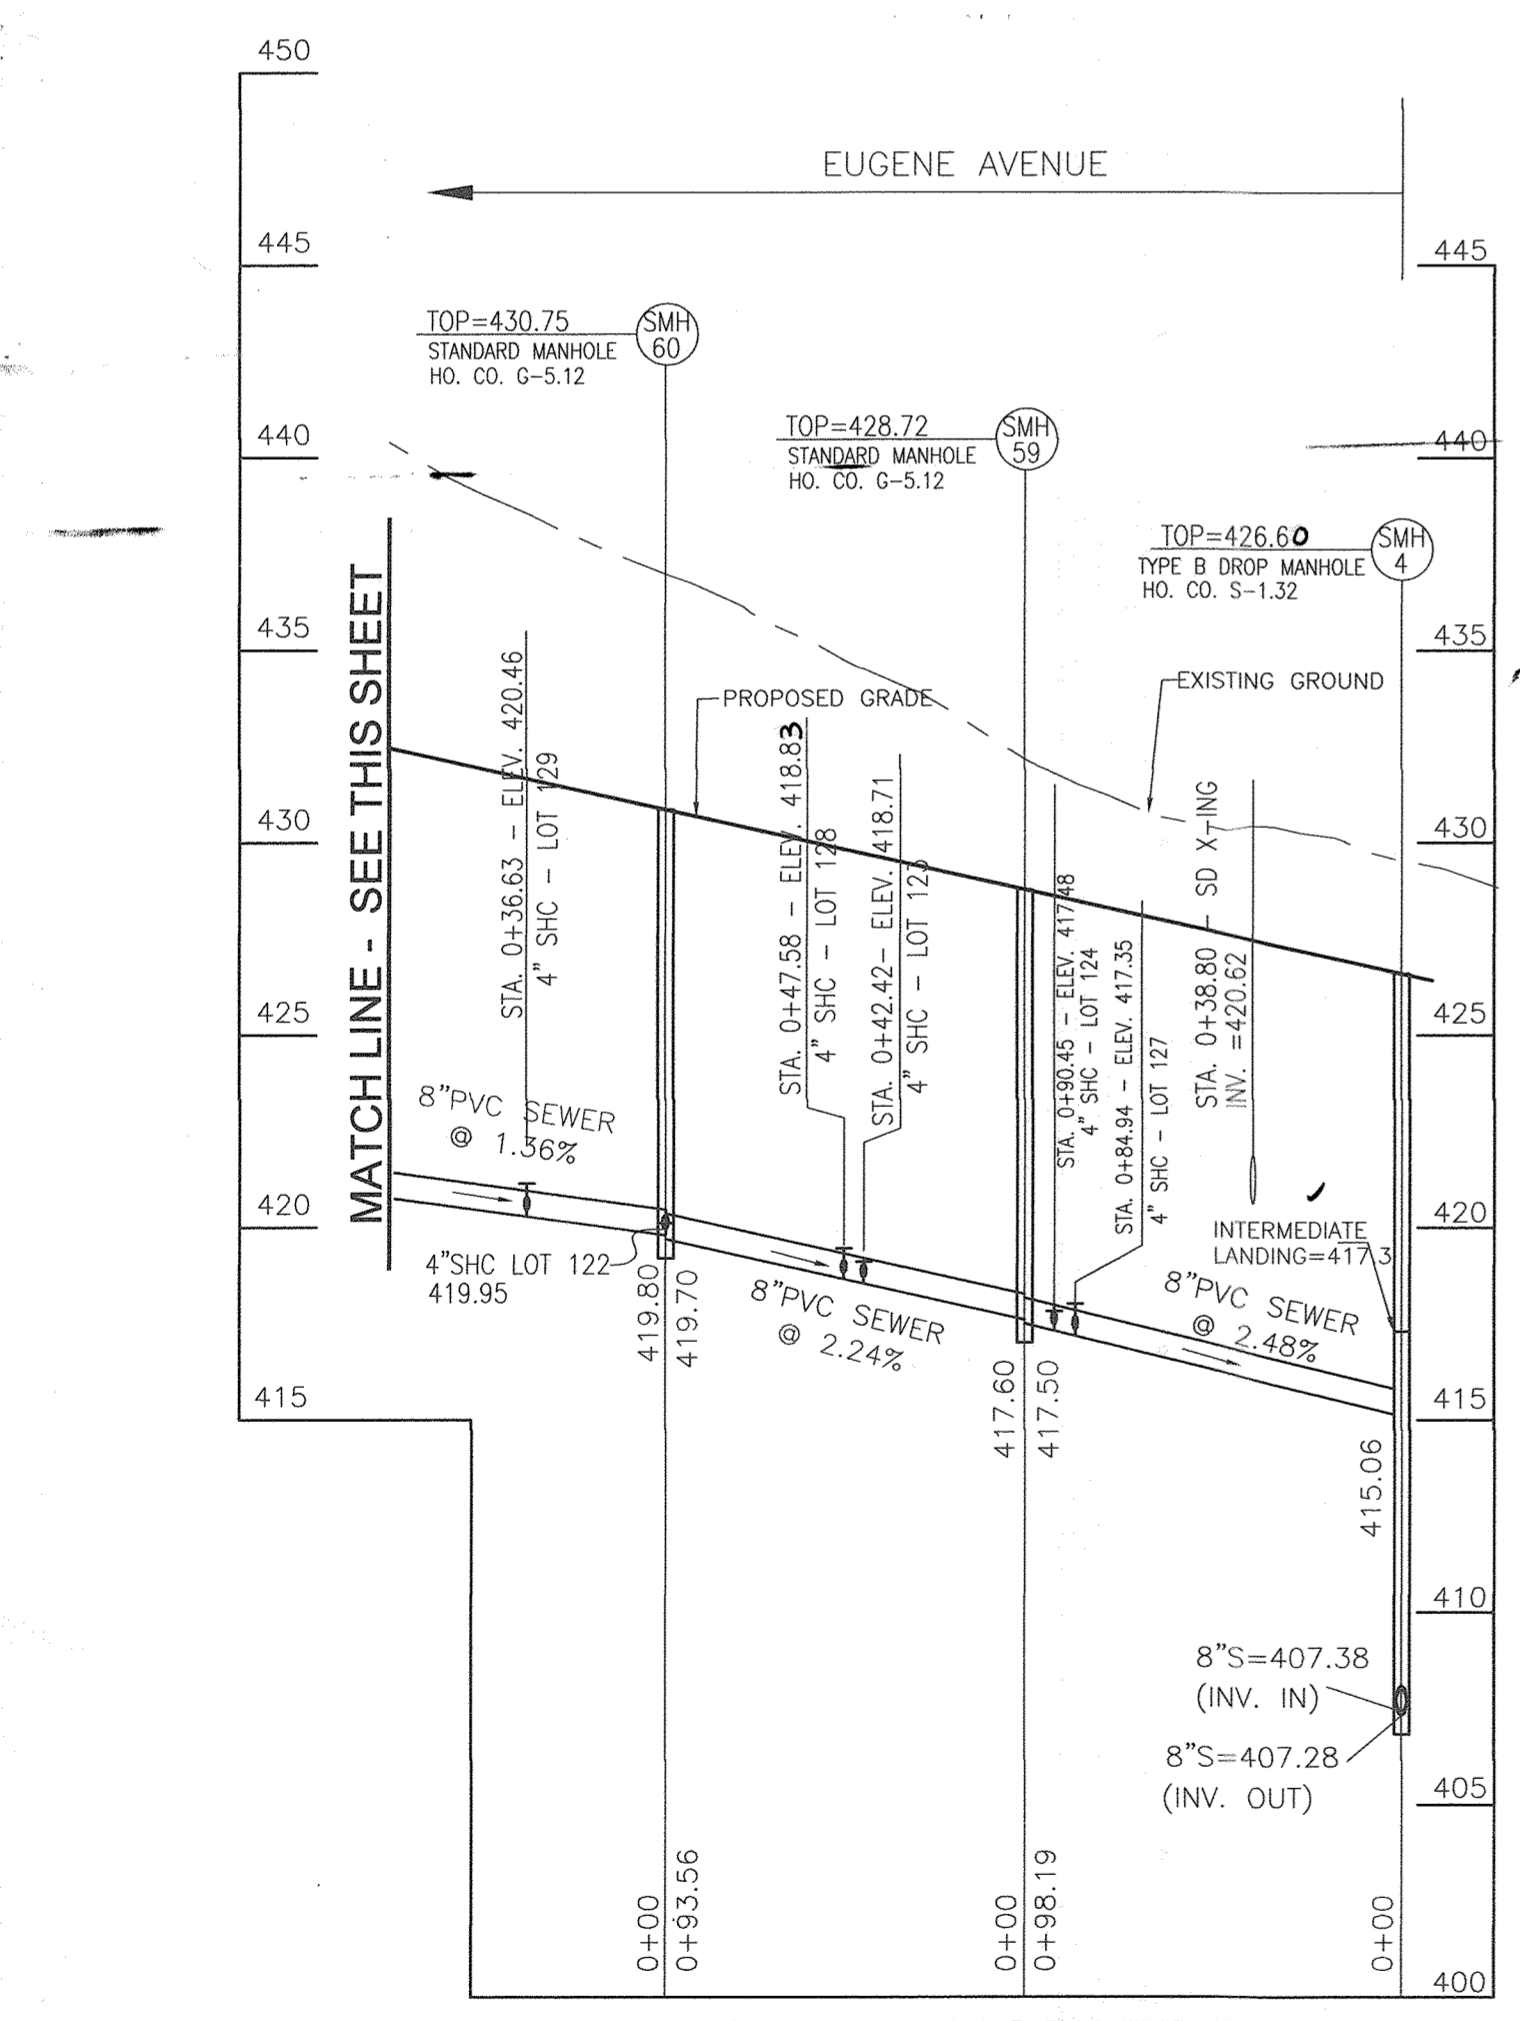 450
EUGENE AVENUE
445
445
TOP=430.75
STANDARD MANHOLE
HO. CO. G-5.12
SMH
60
TOP=428.72
STANDARD MANHOLE
HO. CO. G-5.12
SMH
59
440
440
TOP=426.60
TYPE B DROP MANHOLE
HO. CO. S-1.32
SMH
4
435
435
MATCH LINE - SEE THIS SHEET
PROPOSED GRADE
EXISTING GROUND
STA. 0+36.63 - ELEV. 420.46
4" SHC - LOT 129
STA. 0+47.58 - ELEV. 418.83
4" SHC - LOT 128
STA. 0+42.42- ELEV. 418.71
4" SHC - LOT
STA. 0+90.45 - ELEV. 417.48
4" SHC - LOT 124
STA. 0+84.94 - ELEV. 417.35
4" SHC - LOT 127
STA. 0+38.80 - SD X-ING
INV. =420.62
430
430
425
425
8"PVC SEWER
@ 1.36%
420
420
INTERMEDIATE
LANDING=417.3
4"SHC LOT 122
419.95
419.80
419.70
8"PVC SEWER
@ 2.24%
8"PVC SEWER
@ 2.48%
415
415
417.60
417.50
415.06
410
8"S=407.38
(INV. IN)
8"S=407.28
(INV. OUT)
405
0+00
0+93.56
0+00
0+98.19
0+00
400